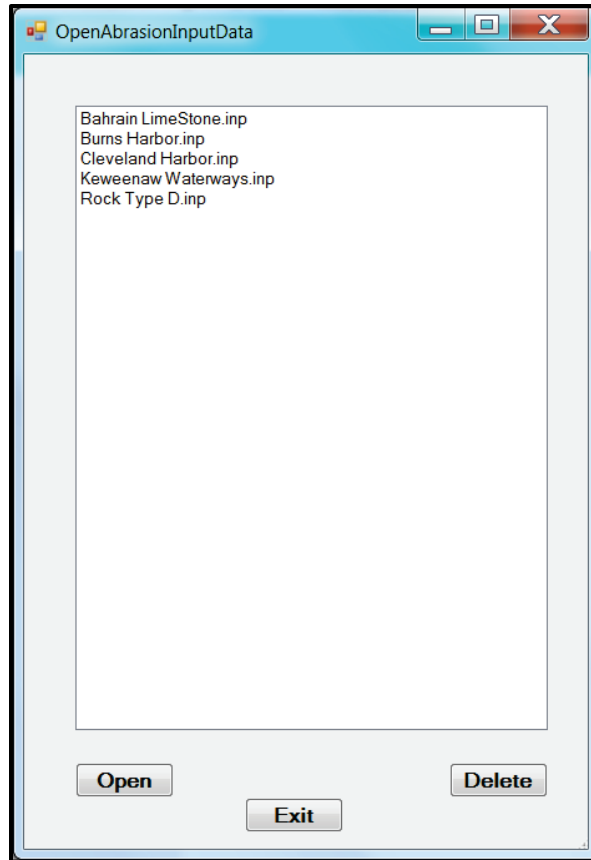 OpenAbrasionInputData
Bahrain LimeStone.inp
Burns Harbor.inp
Cleveland Harbor.inp
Keweenaw Waterways.inp
Rock Type D.inp
Open
Delete
Exit